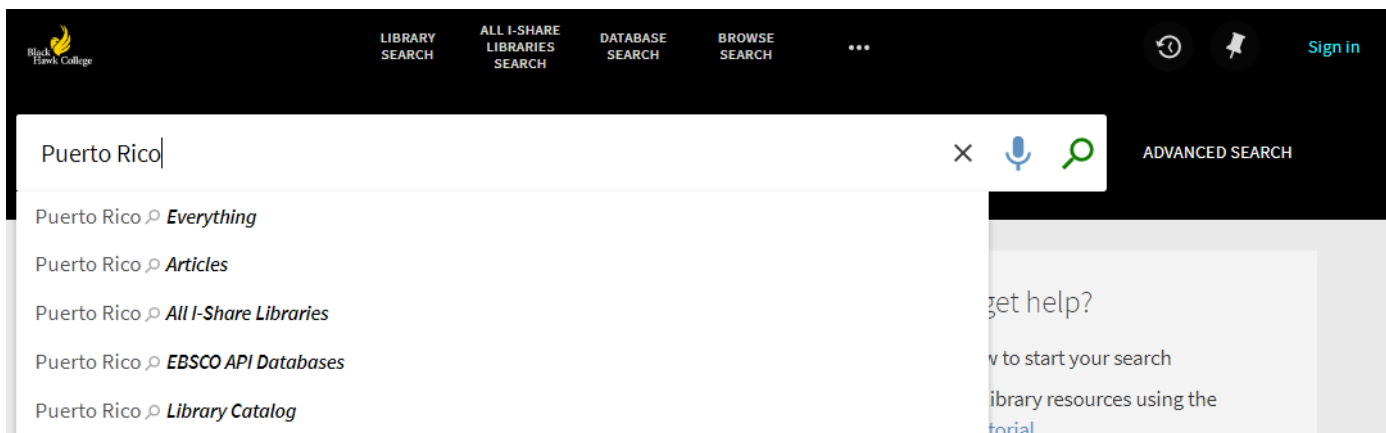 Black
Hawk College
LIBRARY
SEARCH
ALL I-SHARE
LIBRARIES
SEARCH
DATABASE
SEARCH
BROWSE
SEARCH
•••
Sign in
Puerto Rico
ADVANCED SEARCH
Puerto Rico Everything
Puerto Rico Articles
Puerto Rico All I-Share Libraries
Puerto Rico EBSCO API Databases
Puerto Rico Library Catalog
get help?
to start your search
library resources using the